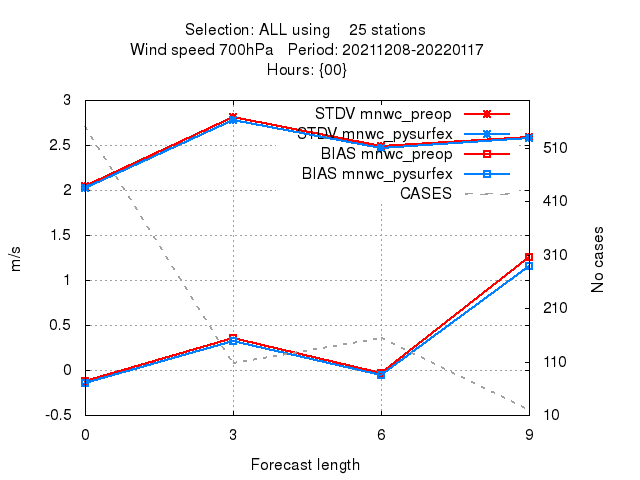 Selection: ALL using 25 stations
Wind speed 700hPa Period: 20211208-20220117
Hours: {00}
STDV mnwc_preop
STDV mnwc_pysurfex
BIAS mnwc_preop
BIAS mnwc_pysurfex
CASES
3
2.5
2
1.5
1
0.5
0
-0.5
m/s
510
410
310
210
110
10
No cases
0 3 6 9
Forecast length